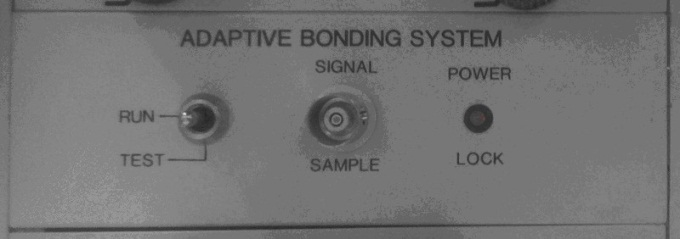 ADAPTIVE BONDING SYSTEM
SIGNAL
POWER
RUN
TEST
SAMPLE
LOCK